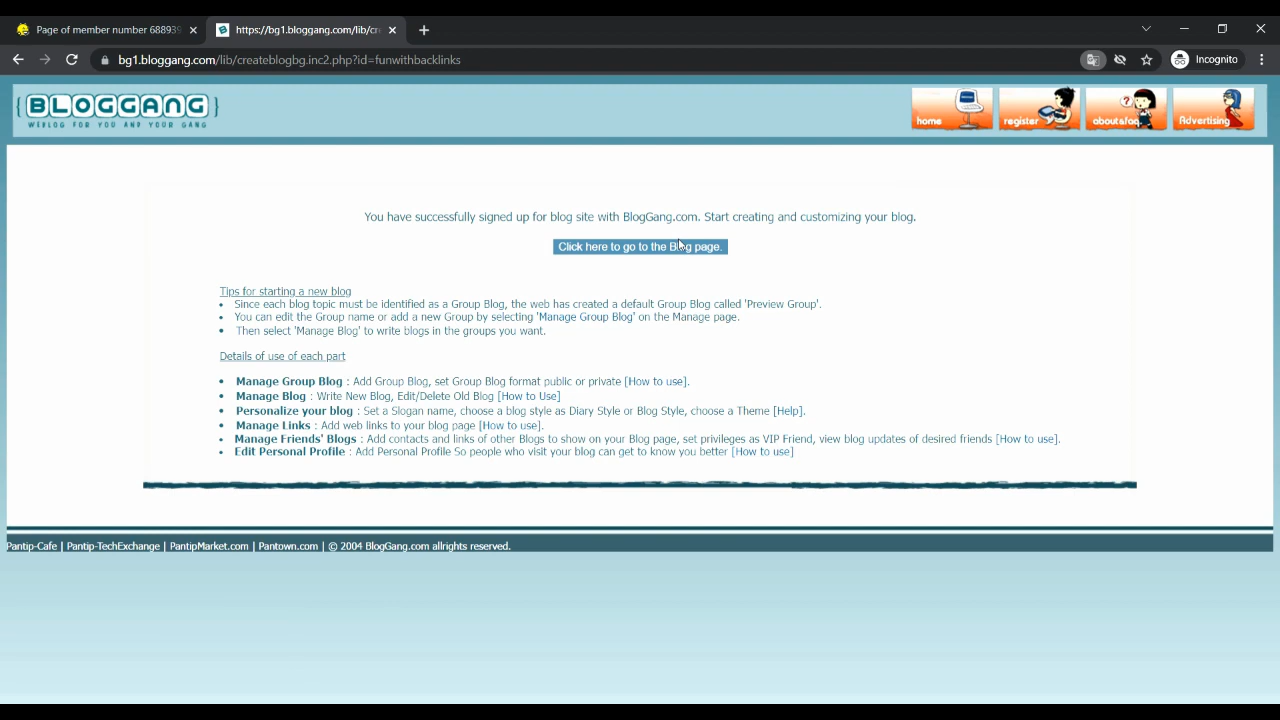 Page of member number 688939
https://bg1.bloggang.com/lib/cre
bg1.bloggang.com/lib/createblogbg.inc2.php?id=funwithbacklinks
Incognito
{BLOGGANG}
WEBLOG FOR YOU AND YOUR GANG
home
register
about&faq
Advertising
You have successfully signed up for blog site with BlogGang.com. Start creating and customizing your blog.
Click here to go to the Blog page.
Tips for starting a new blog
• Since each blog topic must be identified as a Group Blog, the web has created a default Group Blog called 'Preview Group'.
• You can edit the Group name or add a new Group by selecting 'Manage Group Blog' on the Manage page.
• Then select 'Manage Blog' to write blogs in the groups you want.
Details of use of each part
• Manage Group Blog : Add Group Blog, set Group Blog format public or private [How to use].
• Manage Blog : Write New Blog, Edit/Delete Old Blog [How to Use]
• Personalize your blog : Set a Slogan name, choose a blog style as Diary Style or Blog Style, choose a Theme [Help].
• Manage Links : Add web links to your blog page [How to use].
• Manage Friends' Blogs : Add contacts and links of other Blogs to show on your Blog page, set privileges as VIP Friend, view blog updates of desired friends [How to use].
• Edit Personal Profile : Add Personal Profile So people who visit your blog can get to know you better [How to use]
Pantip-Cafe | Pantip-TechExchange | PantipMarket.com | Pantown.com | © 2004 BlogGang.com allrights reserved.